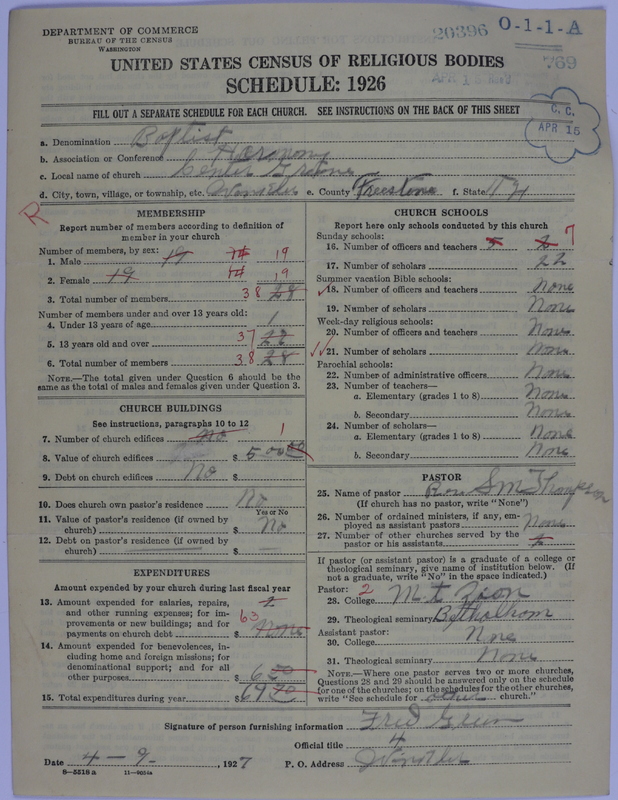 DEPARTMENT OF COMMERCE
BUREAU OF THE CENSUS
WASHINGTON
20396 O-1-1-A
769
UNITED STATES CENSUS OF RELIGIOUS BODIES
SCHEDULE: 1926
FILL OUT A SEPARATE SCHEDULE FOR EACH CHURCH. SEE INSTRUCTIONS ON THE BACK OF THIS SHEET
C. C.
APR 15
a. Denomination Baptist
b. Association or Conference Harmony
c. Local name of church Center
d. City, town, village, or township, etc. e. County Freestone f. State
R
MEMBERSHIP
Report number of members according to definition of
member in your church
Number of members, by sex:
1. Male 19 19
2. Female 19 19
3. Total number of members 38 28
Number of members under and over 13 years old:
4. Under 13 years of age 1
5. 13 years old and over 37
6. Total number of members 38 28
NOTE.—The total given under Question 6 should be the
same as the total of males and females given under Question 3.
CHURCH BUILDINGS
See instructions, paragraphs 10 to 12
7. Number of church edifices No 1
8. Value of church edifices $ 500 00
9. Debt on church edifices No $
10. Does church own pastor's residence No
Yes or No
11. Value of pastor's residence (if owned by
church) $ No
12. Debt on pastor's residence (if owned by
church) $
EXPENDITURES
Amount expended by your church during last fiscal year
13. Amount expended for salaries, repairs,
and other running expenses; for im-
provements or new buildings; and for
payments on church debt $ 63 None
14. Amount expended for benevolences, in-
cluding home and foreign missions; for
denominational support; and for all
other purposes $ 6
15. Total expenditures during year $ 69
CHURCH SCHOOLS
Report here only schools conducted by this church
Sunday schools:
16. Number of officers and teachers 7
17. Number of scholars 22
Summer vacation Bible schools:
18. Number of officers and teachers None
19. Number of scholars None
Week-day religious schools:
20. Number of officers and teachers None
21. Number of scholars None
Parochial schools:
22. Number of administrative officers None
23. Number of teachers—
a. Elementary (grades 1 to 8) None
b. Secondary None
24. Number of scholars—
a. Elementary (grades 1 to 8) None
b. Secondary None
PASTOR
25. Name of pastor
(If church has no pastor, write "None")
26. Number of ordained ministers, if any, em-
ployed as assistant pastors None
27. Number of other churches served by the
pastor or his assistants
If pastor (or assistant pastor) is a graduate of a college or
theological seminary, give name of institution below. (If
not a graduate, write "No" in the space indicated.)
Pastor: 2
28. College Zion
29. Theological seminary
Assistant pastor:
30. College None
31. Theological seminary None
NOTE.—Where one pastor serves two or more churches,
Questions 28 and 29 should be answered only on the schedule
for one of the churches; on the schedules for the other churches,
write "See schedule for church."
Signature of person furnishing information Fred Green
Official title 4
Date 4-9-, 1927 P. O. Address
8—5518 a 11—9054a